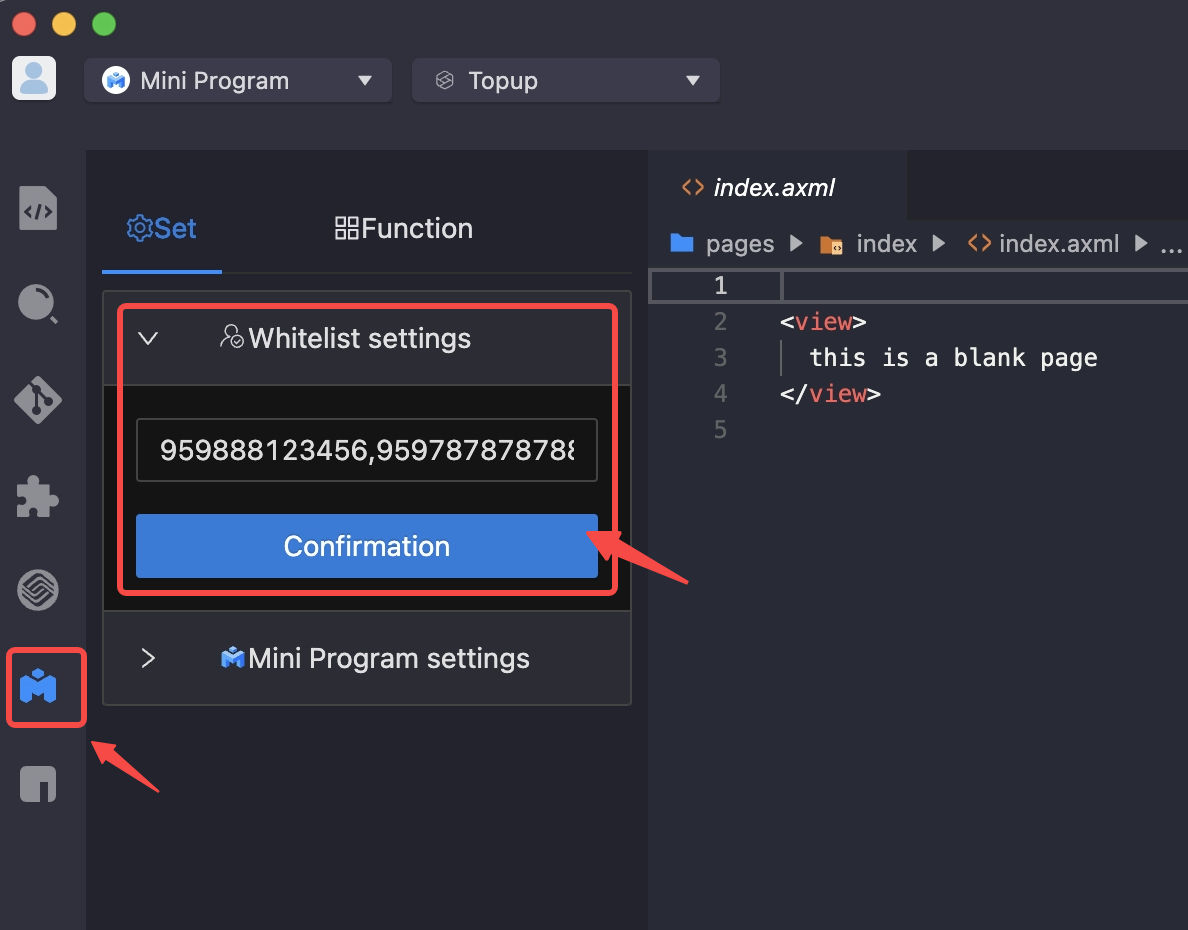 Mini Program
Topup
Set
Function
Whitelist settings
959888123456,95978787878
Confirmation
Mini Program settings
index.axml
pages index index.axml ...
1
2 <view>
3 this is a blank page
4 </view>
5